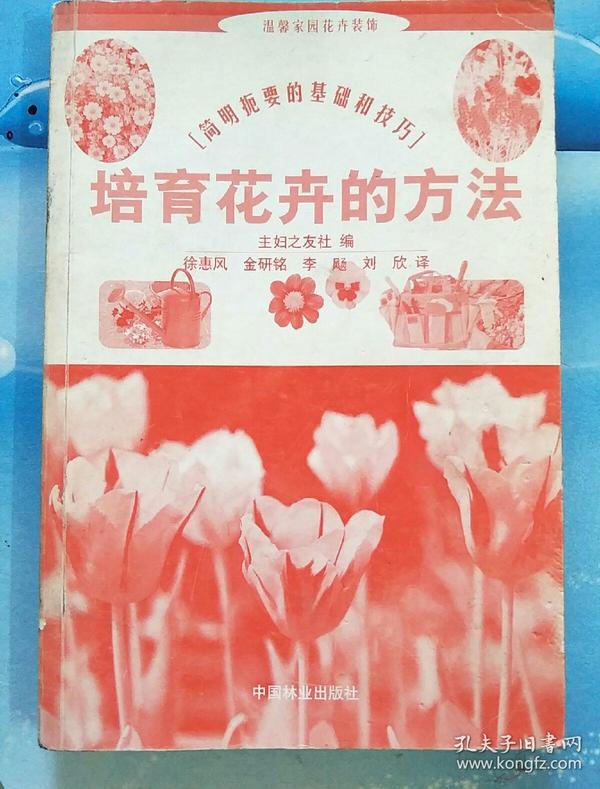 温馨家园花卉装饰
[简明扼要的基础和技巧]
培育花卉的方法
主妇之友社 编
徐惠风 金研铭 李 飏 刘 欣 译
中国林业出版社
孔夫子旧书网
www.kongfz.com